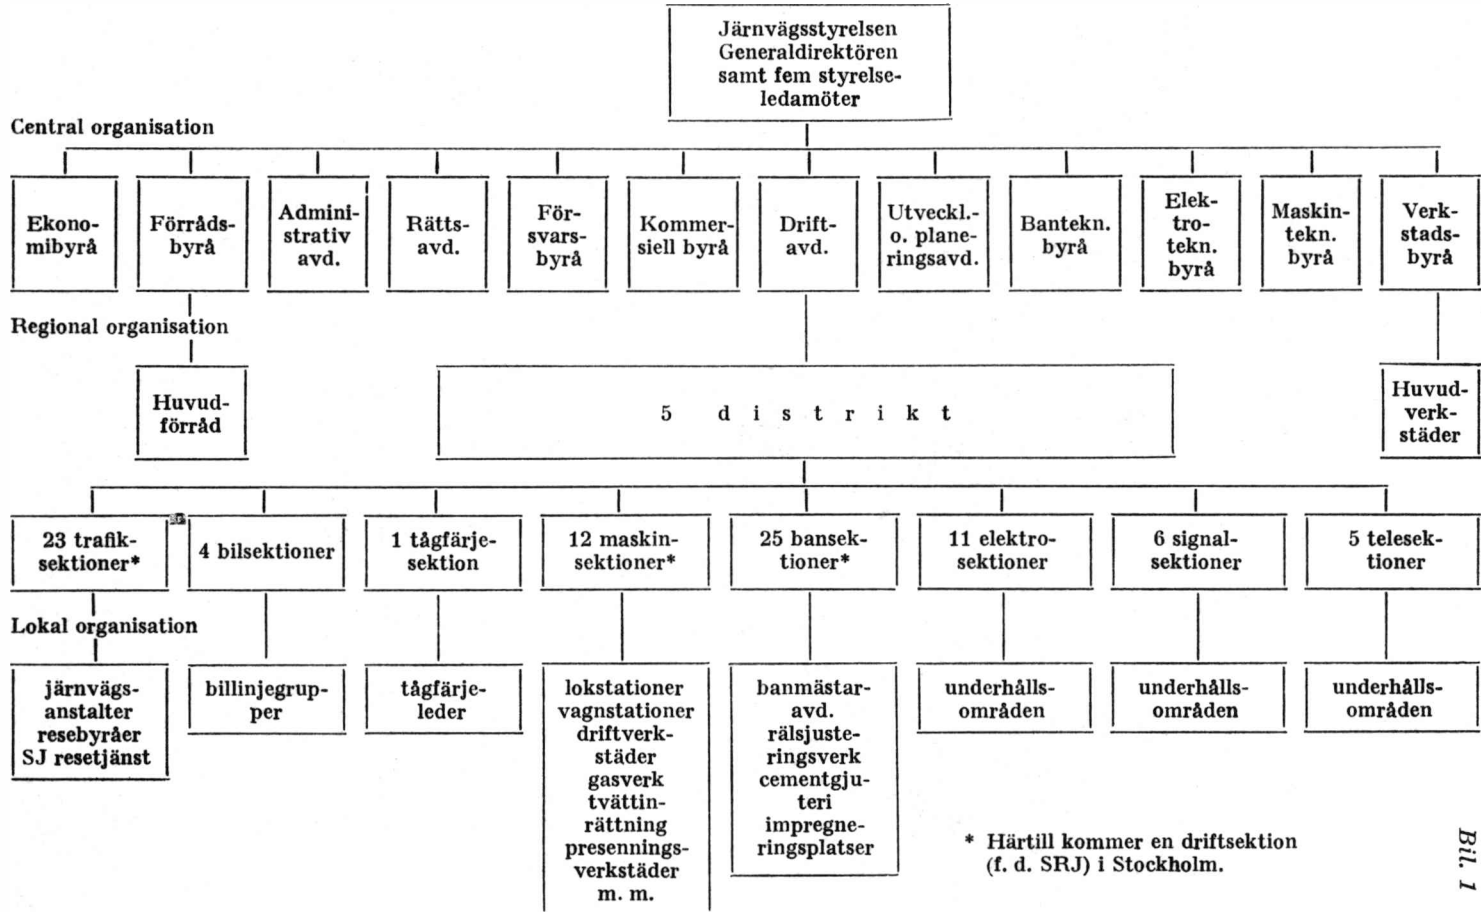 Järnvägsstyrelsen
Generaldirektören
samt fem styrelse-
ledamöter
Central organisation
Ekono-
mibyrå
Förråds-
byrå
Admini-
strativ
avd.
Rätts-
avd.
För-
svars-
byrå
Kommer-
siell byrå
Drift-
avd.
Utveckl.-
o. plane-
ringsavd.
Bantekn.
byrå
Elek-
tro-
tekn.
byrå
Maskin-
tekn.
byrå
Verk-
stads-
byrå
Regional organisation
Huvud-
förråd
5 distrikt
Huvud-
verk-
städer
23 trafik-
sektioner*
4 bilsektioner
1 tågfärje-
sektion
12 maskin-
sektioner*
25 bansek-
tioner*
11 elektro-
sektioner
6 signal-
sektioner
5 telesek-
tioner
Lokal organisation
järnvägs-
anstalter
resebyråer
SJ resetjänst
billinjegrup-
per
tågfärje-
leder
lokstationer
vagnstationer
driftverk-
städer
gasverk
tvättin-
rättning
presennings-
verkstäder
m. m.
banmästar-
avd.
rälsjuste-
ringsverk
cementgju-
teri
impregne-
ringsplatser
underhålls-
områden
underhålls-
områden
underhålls-
områden
* Härtill kommer en driftsektion
(f. d. SRJ) i Stockholm.
Bil. 1